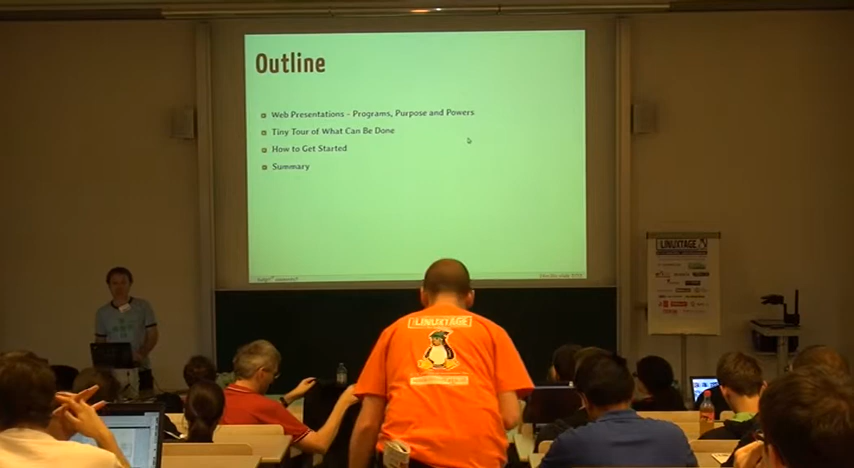 Outline
Web Presentations - Programs, Purpose and Powers
Tiny Tour of What Can Be Done
How to Get Started
Summary
LINUXTAGE
LINUXTAGE